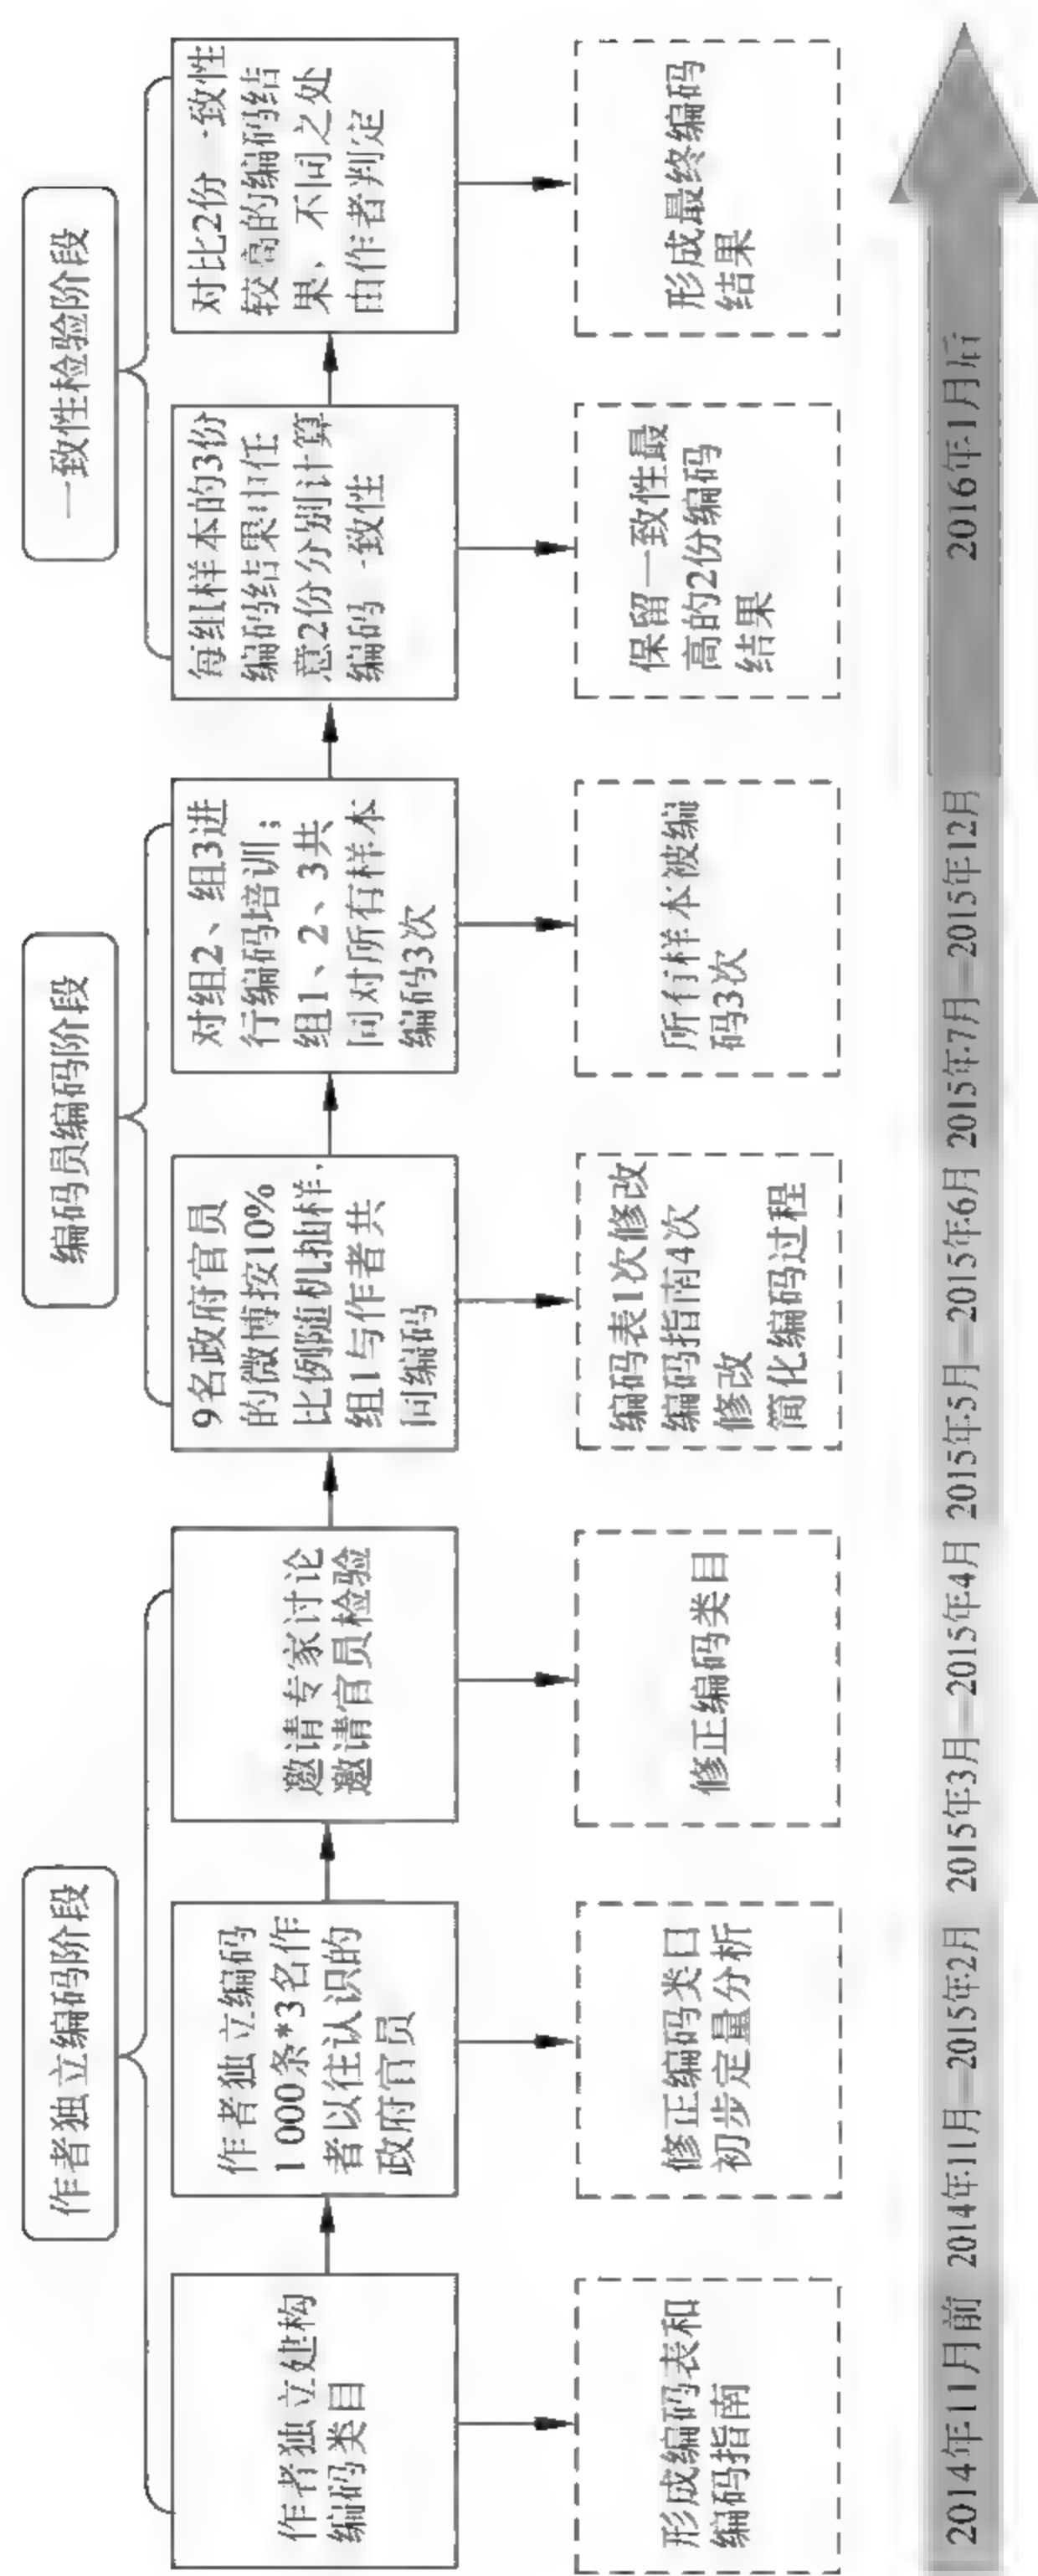 作者独立编码阶段
编码员编码阶段
一致性检验阶段
作者独立建构
编码类目
作者独立编码
1 000条*3名作
者以往认识的
政府官员
邀请专家讨论
邀请官员检验
9名政府官员
的微博按10%
比例随机抽样,
组1与作者共
同编码
对组2、组3进
行编码培训;
组1、2、3共
同对所有样本
编码3次
每组样本的3份
编码结果中任
意2份分别计算
编码一致性
对比2份一致性
较高的编码结
果,不同之处
由作者判定
形成编码表和
编码指南
修正编码类目
初步定量分析
修正编码类目
编码表1次修改
编码指南4次
修改
简化编码过程
所有样本被编
码3次
保留一致性最
高的2份编码
结果
形成最终编码
结果
2014年11月前
2014年11月—2015年2月
2015年3月—2015年4月
2015年5月—2015年6月
2015年7月—2015年12月
2016年1月后